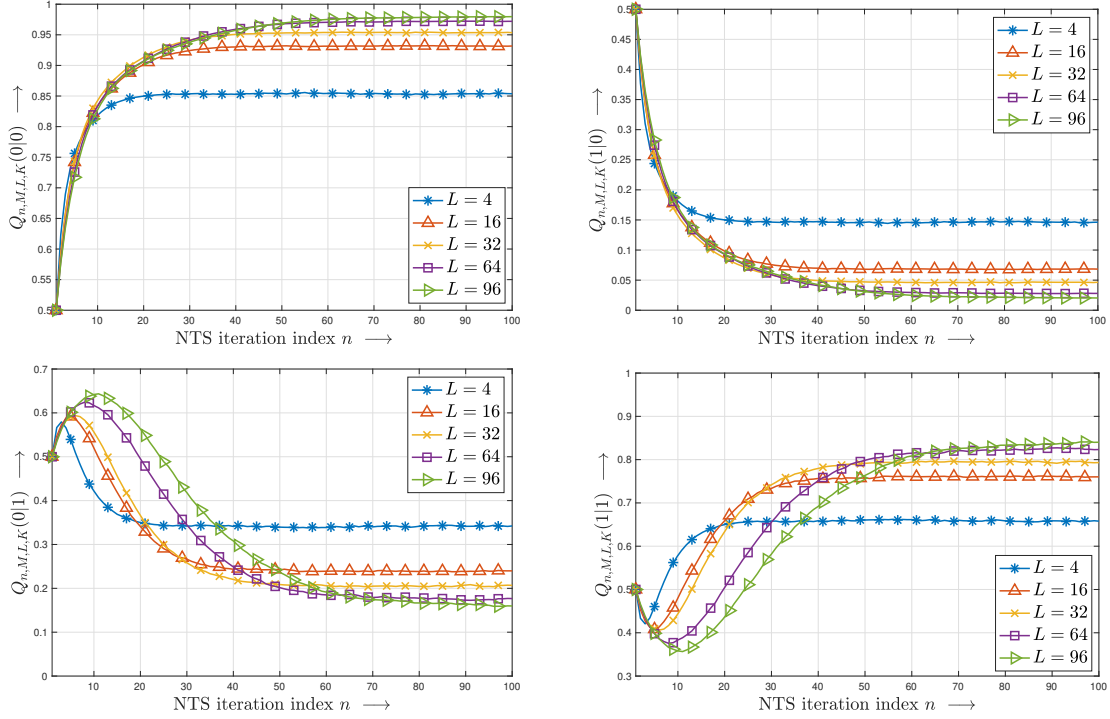 1
0.95
0.9
0.85
0.8
0.75
0.7
0.65
0.6
0.55
0.5
Q_{n,M,L,K}(0|0) ⟶
10 20 30 40 50 60 70 80 90 100
NTS iteration index n ⟶
L = 4
L = 16
L = 32
L = 64
L = 96
0.5
0.45
0.4
0.35
0.3
0.25
0.2
0.15
0.1
0.05
0
Q_{n,M,L,K}(1|0) ⟶
10 20 30 40 50 60 70 80 90 100
NTS iteration index n ⟶
L = 4
L = 16
L = 32
L = 64
L = 96
0.7
0.6
0.5
0.4
0.3
0.2
0.1
0
Q_{n,M,L,K}(0|1) ⟶
10 20 30 40 50 60 70 80 90 100
NTS iteration index n ⟶
L = 4
L = 16
L = 32
L = 64
L = 96
1
0.9
0.8
0.7
0.6
0.5
0.4
0.3
Q_{n,M,L,K}(1|1) ⟶
10 20 30 40 50 60 70 80 90 100
NTS iteration index n ⟶
L = 4
L = 16
L = 32
L = 64
L = 96